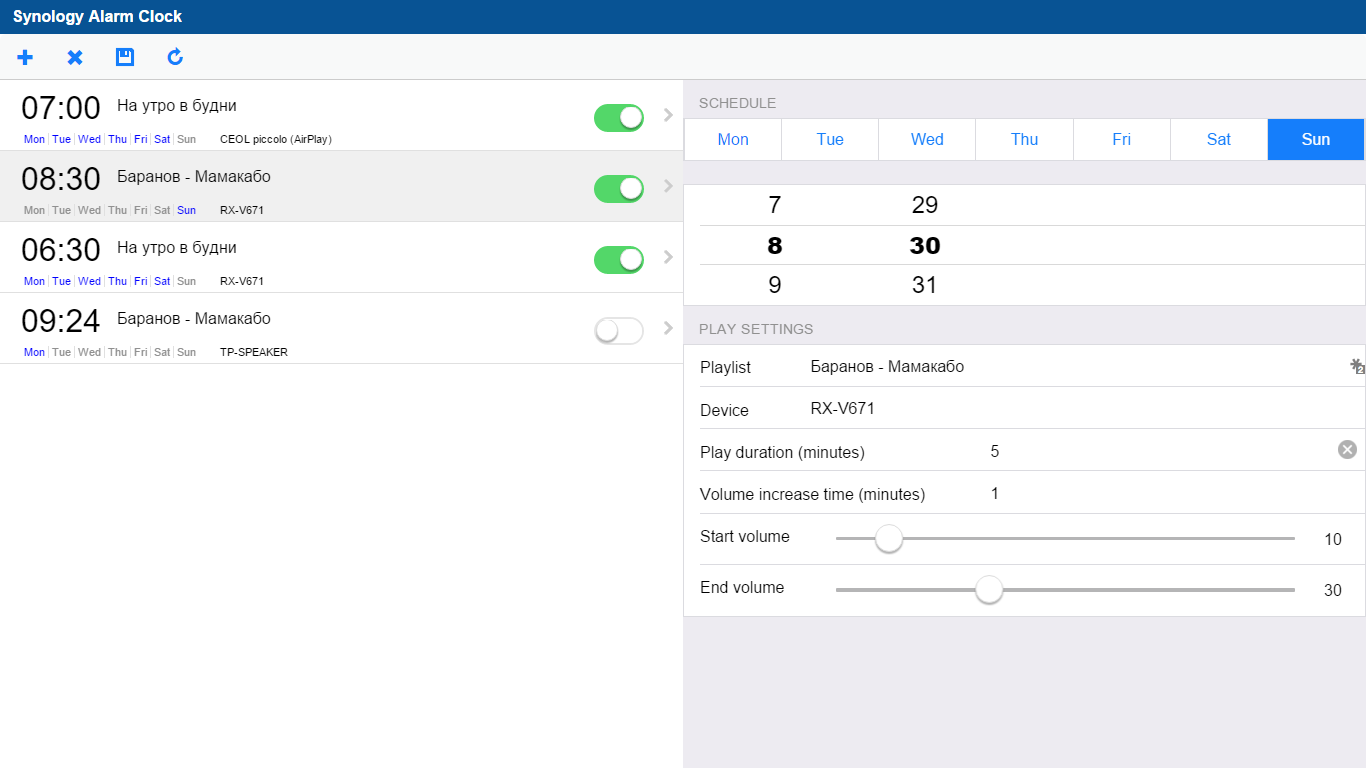 Synology Alarm Clock
07:00 На утро в будни
Mon Tue Wed Thu Fri Sat Sun CEOL piccolo (AirPlay)
08:30 Баранов - Мамакабо
Mon Tue Wed Thu Fri Sat Sun RX-V671
06:30 На утро в будни
Mon Tue Wed Thu Fri Sat Sun RX-V671
09:24 Баранов - Мамакабо
Mon Tue Wed Thu Fri Sat Sun TP-SPEAKER
SCHEDULE
Mon Tue Wed Thu Fri Sat Sun
7 29
8 30
9 31
PLAY SETTINGS
Playlist Баранов - Мамакабо 2
Device RX-V671
Play duration (minutes) 5
Volume increase time (minutes) 1
Start volume 10
End volume 30